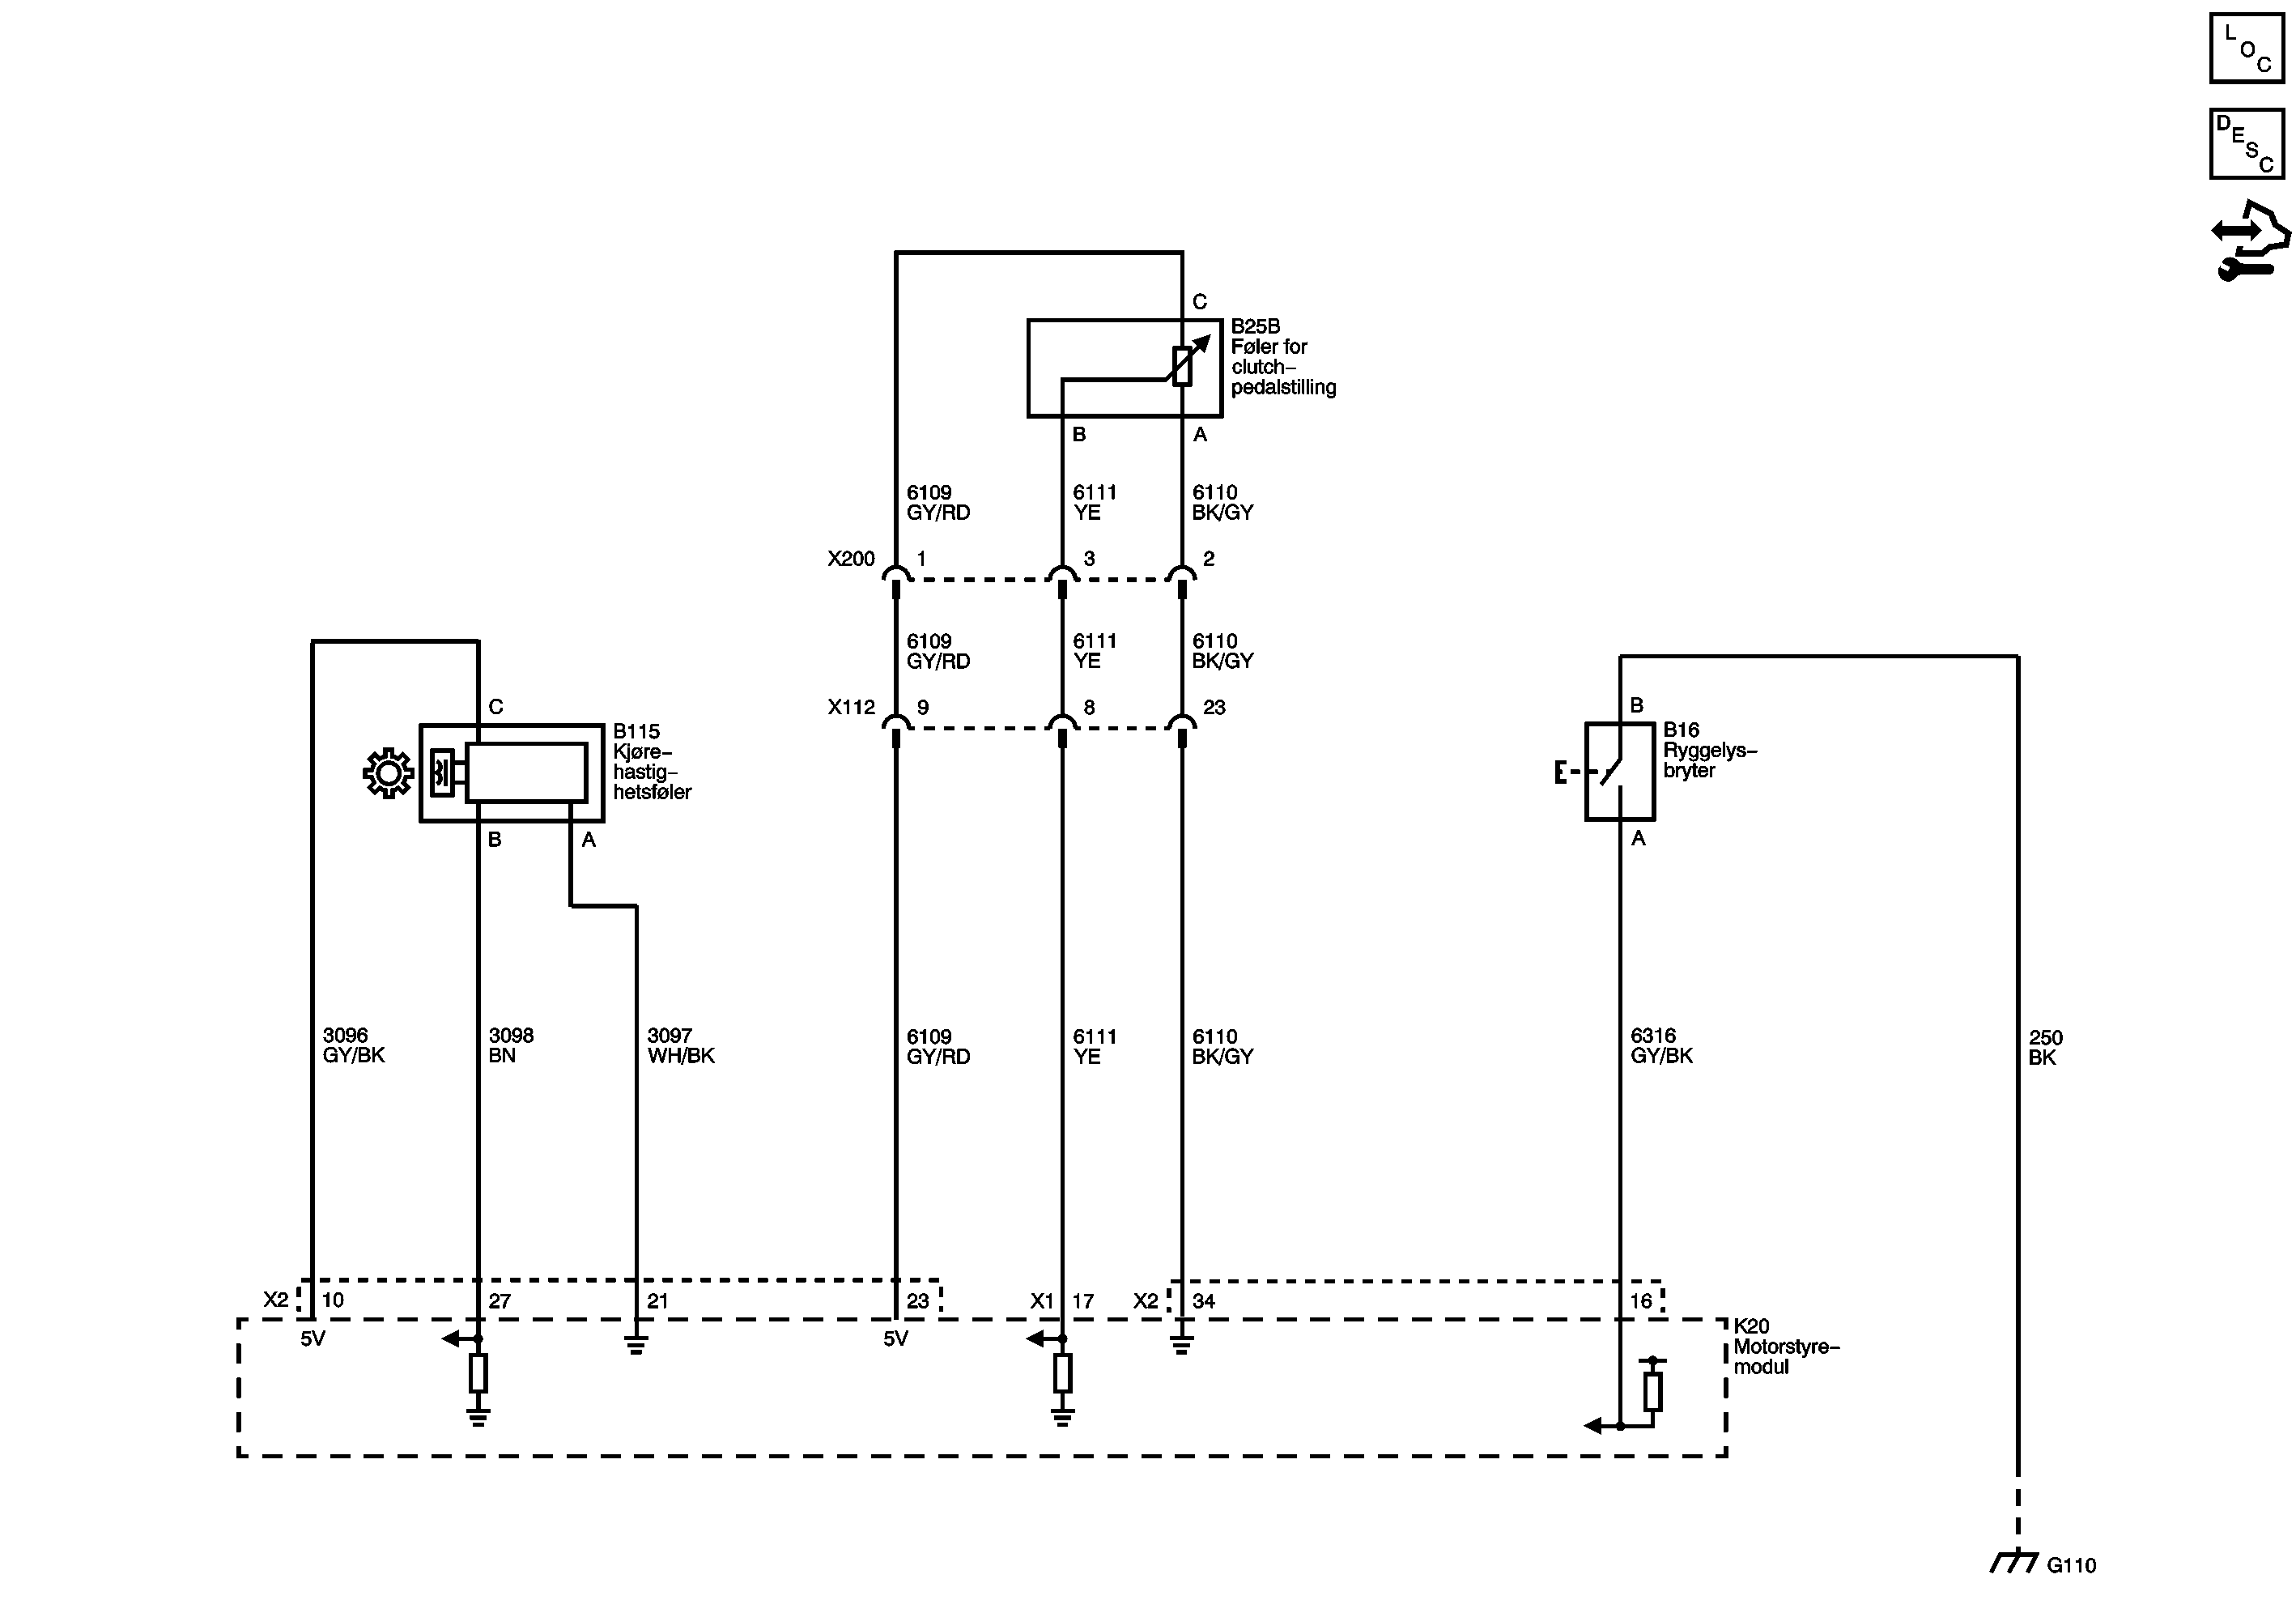 L
O
C
D
E
S
C
C
B25B
Føler for
clutch–
pedalstilling
B
A
6109
GY/RD
6111
YE
6110
BK/GY
X200
1
3
2
6109
GY/RD
6111
YE
6110
BK/GY
X112
9
8
23
C
B115
Kjøre–
hastig–
hetsføler
B
A
B
B16
Ryggelys–
bryter
A
3096
GY/BK
3098
BN
3097
WH/BK
6109
GY/RD
6111
YE
6110
BK/GY
6316
GY/BK
250
BK
X2
10
27
21
23
X1
17
X2
34
16
5V
5V
K20
Motorstyre–
modul
G110